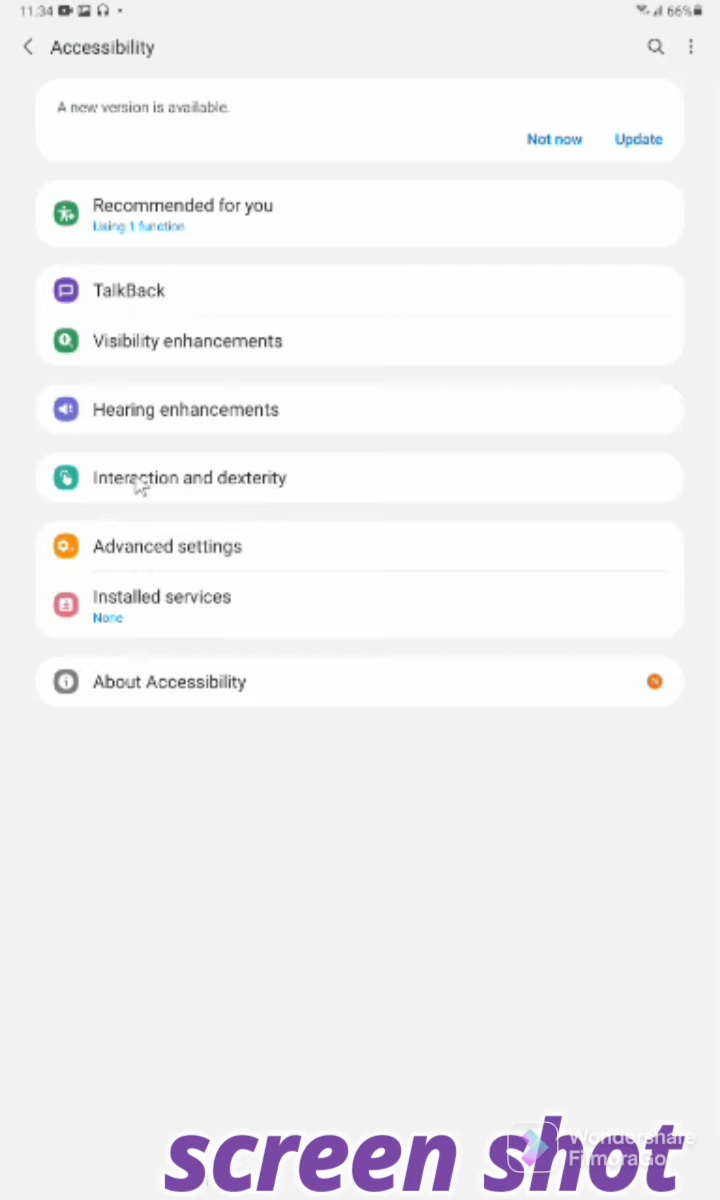 11:34
66%
Accessibility
A new version is available.
Not now Update
Recommended for you
Using 1 function
TalkBack
Visibility enhancements
Hearing enhancements
Interaction and dexterity
Advanced settings
Installed services
None
About Accessibility
N
screen shot
Wondershare
FilmoraGo